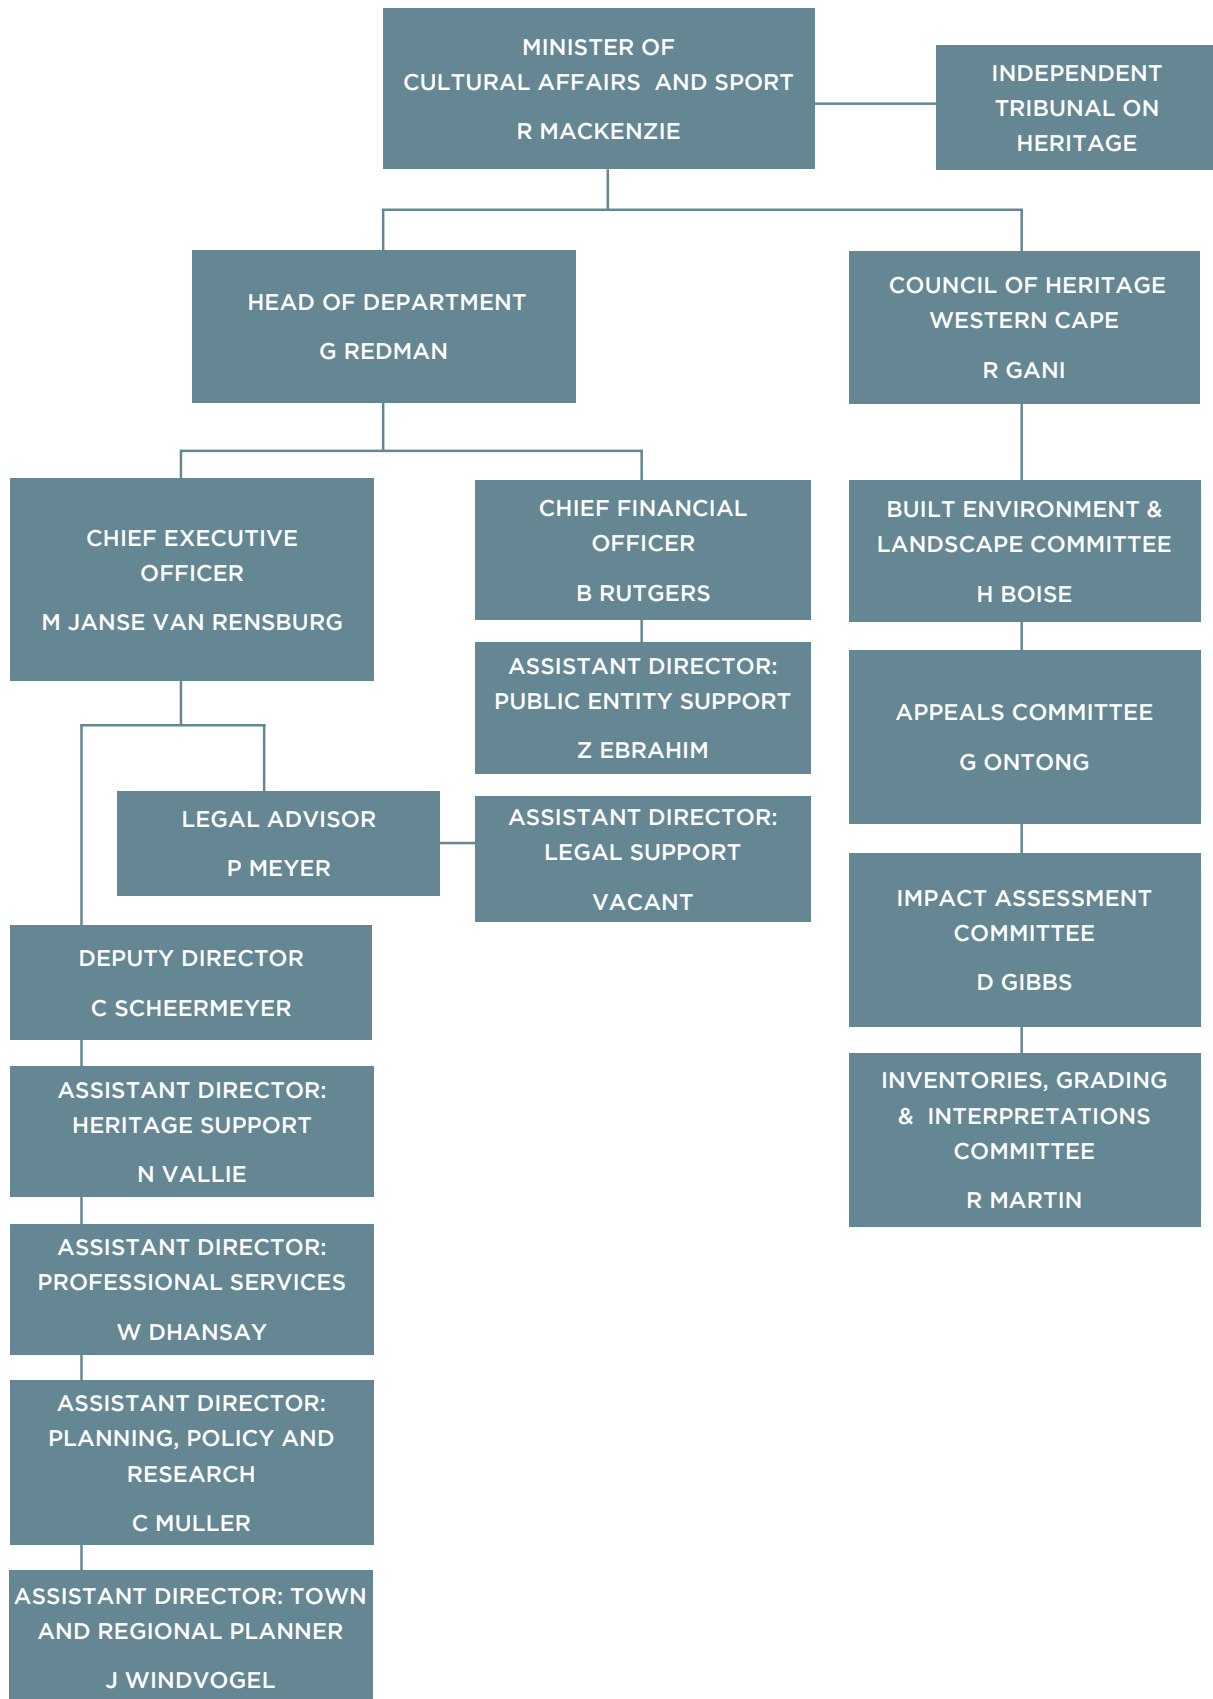 MINISTER OF
CULTURAL AFFAIRS AND SPORT
R MACKENZIE
INDEPENDENT
TRIBUNAL ON
HERITAGE
HEAD OF DEPARTMENT
G REDMAN
COUNCIL OF HERITAGE
WESTERN CAPE
R GANI
CHIEF EXECUTIVE
OFFICER
M JANSE VAN RENSBURG
CHIEF FINANCIAL
OFFICER
B RUTGERS
BUILT ENVIRONMENT &
LANDSCAPE COMMITTEE
H BOISE
ASSISTANT DIRECTOR:
PUBLIC ENTITY SUPPORT
Z EBRAHIM
APPEALS COMMITTEE
G ONTONG
LEGAL ADVISOR
P MEYER
ASSISTANT DIRECTOR:
LEGAL SUPPORT
VACANT
IMPACT ASSESSMENT
COMMITTEE
D GIBBS
DEPUTY DIRECTOR
C SCHEERMEYER
ASSISTANT DIRECTOR:
HERITAGE SUPPORT
N VALLIE
INVENTORIES, GRADING
& INTERPRETATIONS
COMMITTEE
R MARTIN
ASSISTANT DIRECTOR:
PROFESSIONAL SERVICES
W DHANSAY
ASSISTANT DIRECTOR:
PLANNING, POLICY AND
RESEARCH
C MULLER
ASSISTANT DIRECTOR: TOWN
AND REGIONAL PLANNER
J WINDVOGEL